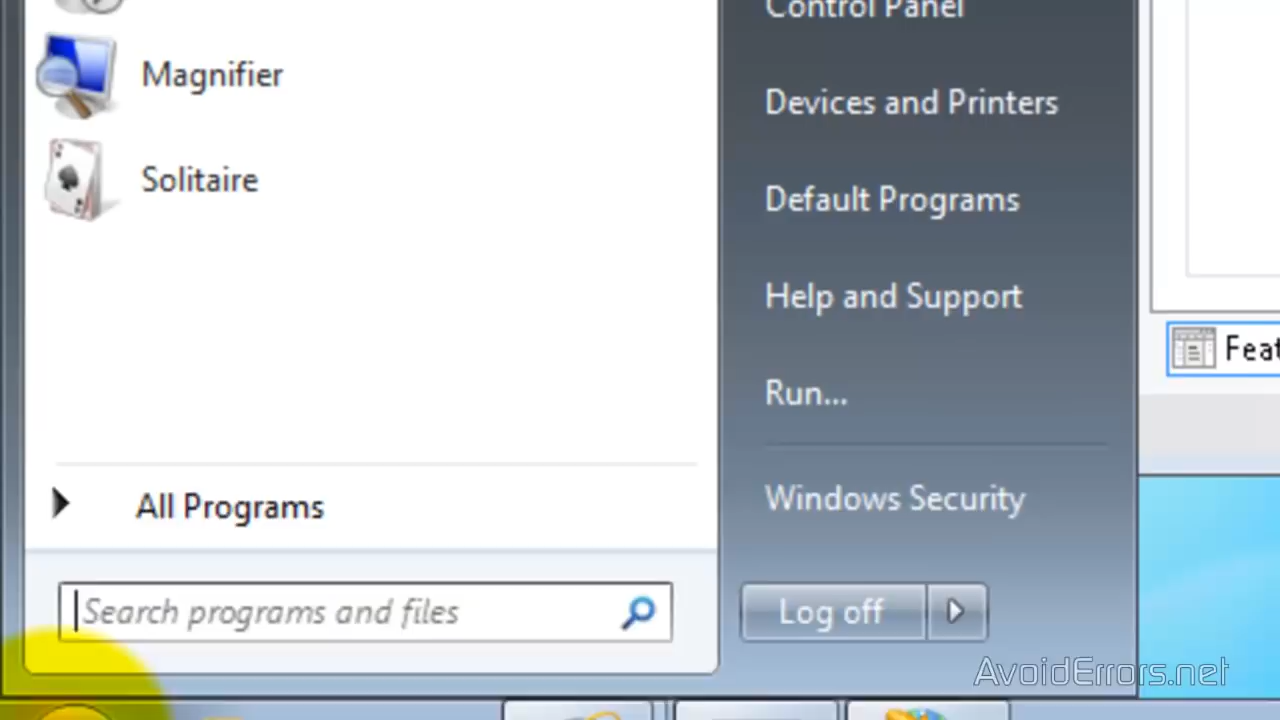 Control Panel
Magnifier
Devices and Printers
Solitaire
Default Programs
Help and Support
Feat
Run...
All Programs
Windows Security
Search programs and files
Log off
AvoidErrors.net